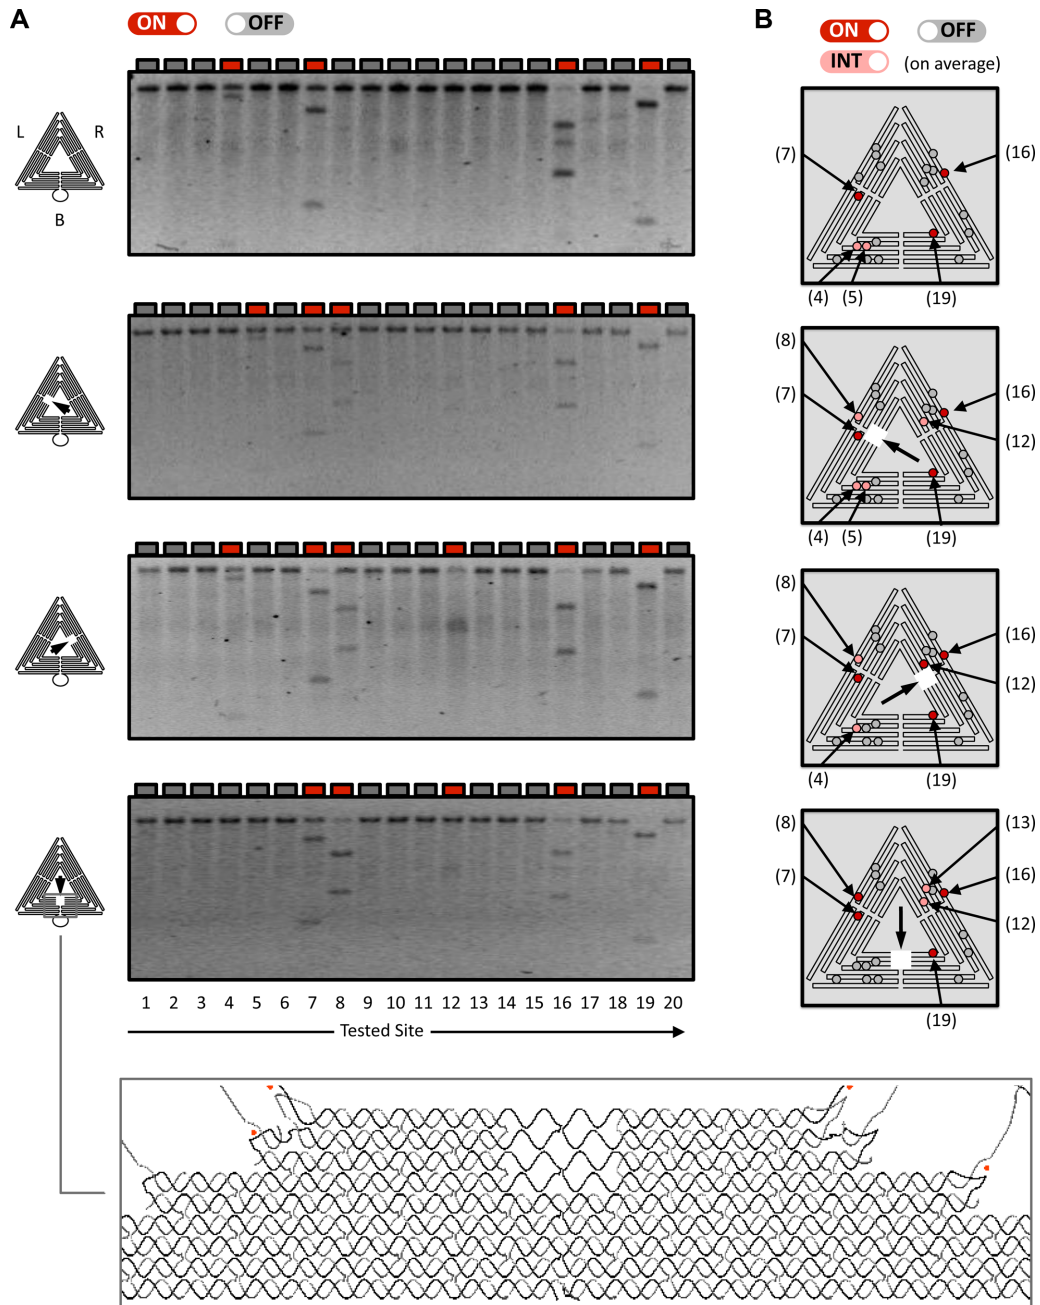 A
ON
OFF
B
ON
OFF
INT
(on average)
L
R
B
(7)
(16)
(4)
(5)
(19)
(8)
(7)
(16)
(12)
(4)
(5)
(19)
(8)
(7)
(16)
(12)
(4)
(19)
(8)
(13)
(7)
(16)
(12)
(19)
1 2 3 4 5 6 7 8 9 10 11 12 13 14 15 16 17 18 19 20
Tested Site